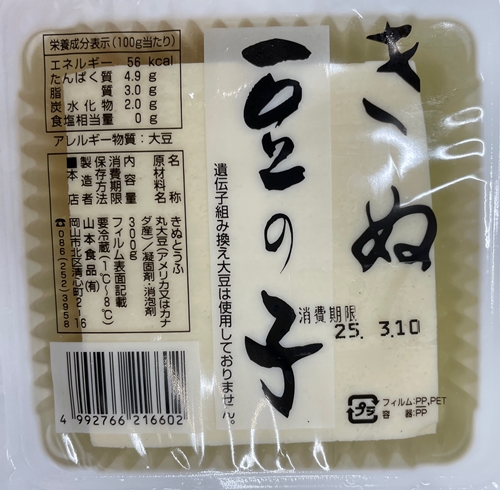 きぬ
豆の子
栄養成分表示(100g当たり)
エネルギー 56 kcal
たんぱく質 4.9 g
脂質 3.0 g
炭水化物 2.0 g
食塩相当量 0 g
アレルギー物質:大豆
名称 きぬとうふ
原材料名 丸大豆(アメリカ又はカナ
ダ産)/凝固剤・消泡剤
内容量 300g
消費期限 フィルム表面記載
保存方法 要冷蔵(1℃〜8℃)
製造者 山本食品(有)
■本店 岡山市北区清心町2-16
☎086(252)3958
遺伝子組み換え大豆は使用しておりません。
消費期限
25. 3.10
4 992766 216602
プラ
フィルム:PP,PET
容器:PP